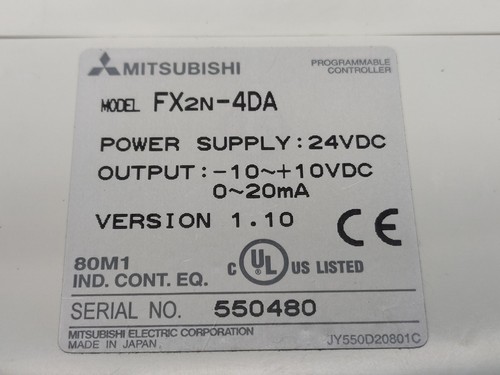 MITSUBISHI
PROGRAMMABLE
CONTROLLER
MODEL FX2N-4DA
POWER SUPPLY:24VDC
OUTPUT:-10~+10VDC
0~20mA
VERSION 1.10
CE
80M1
IND. CONT. EQ.
C UL US LISTED
SERIAL NO. 550480
MITSUBISHI ELECTRIC CORPORATION
MADE IN JAPAN
JY550D20801C